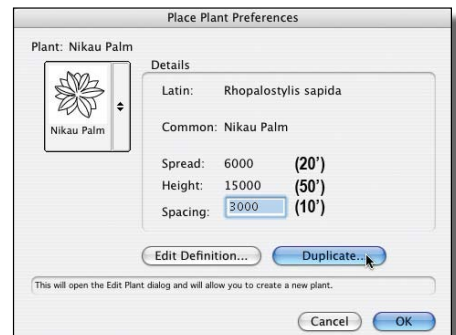 Place Plant Preferences
Plant: Nikau Palm
Nikau Palm
Details
Latin: Rhopalostylis sapida
Common: Nikau Palm
Spread: 6000 (20')
Height: 15000 (50')
Spacing: 3000 (10')
Edit Definition... Duplicate...
This will open the Edit Plant dialog and will allow you to create a new plant.
Cancel OK